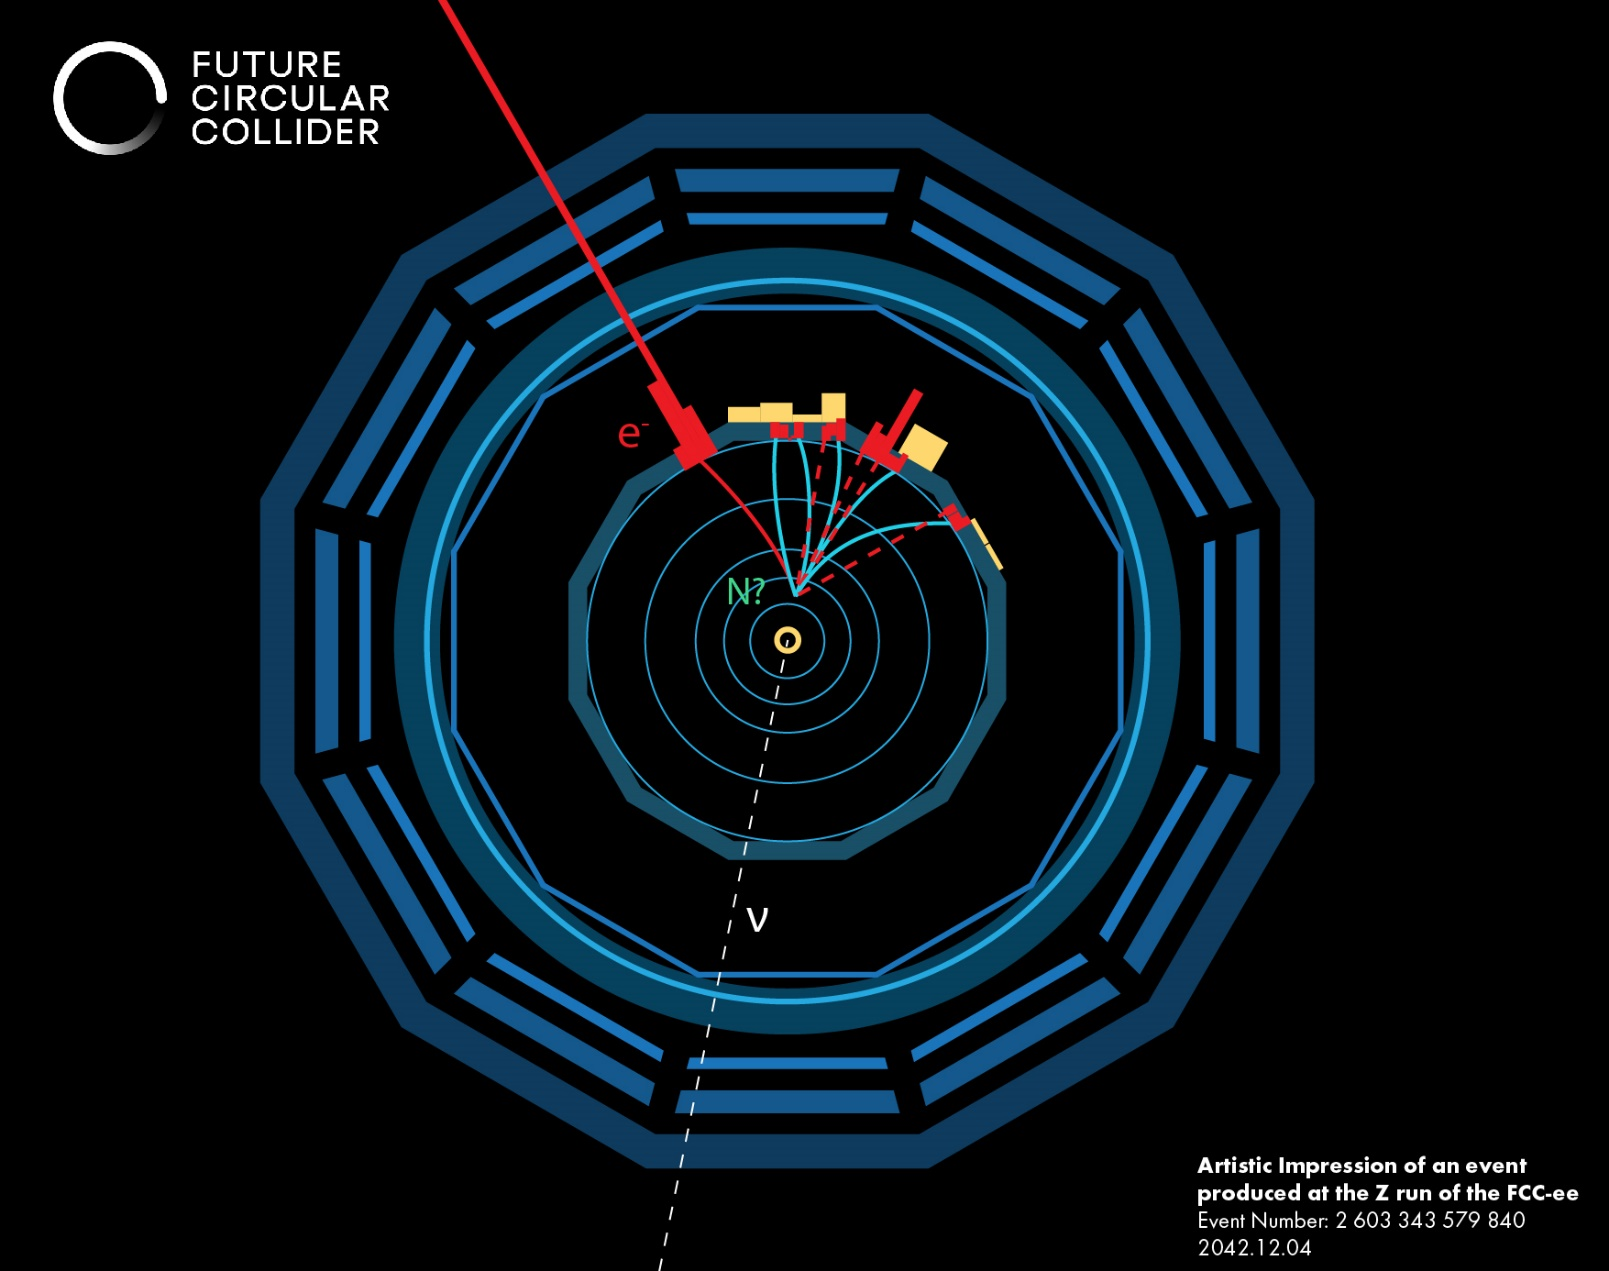 FUTURE
CIRCULAR
COLLIDER
e-
N?
ν
Artistic Impression of an event
produced at the Z run of the FCC-ee
Event Number: 2 603 343 579 840
2042.12.04